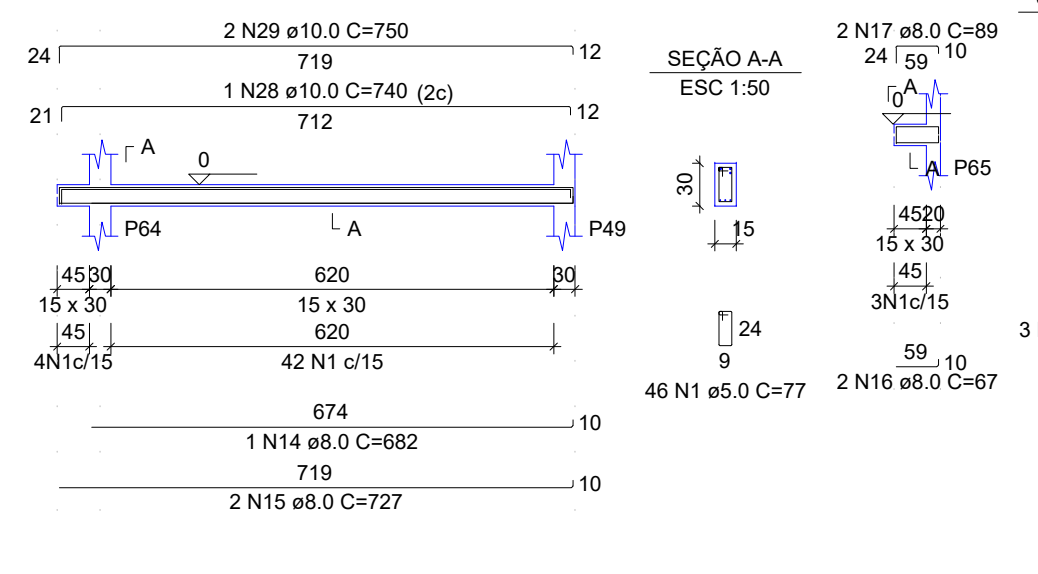 2 N29 ø10.0 C=750
24
719
12
1 N28 ø10.0 C=740 (2c)
21
712
12
A
0
A
P64
P49
45
30
620
30
15 x 30
15 x 30
45
620
4N1c/15
42 N1 c/15
674
10
1 N14 ø8.0 C=682
719
10
2 N15 ø8.0 C=727
SEÇÃO A-A
ESC 1:50
30
15
24
9
46 N1 ø5.0 C=77
2 N17 ø8.0 C=89
24
59
10
A
0
A
P65
45
20
15 x 30
45
3N1c/15
59
10
2 N16 ø8.0 C=67
3